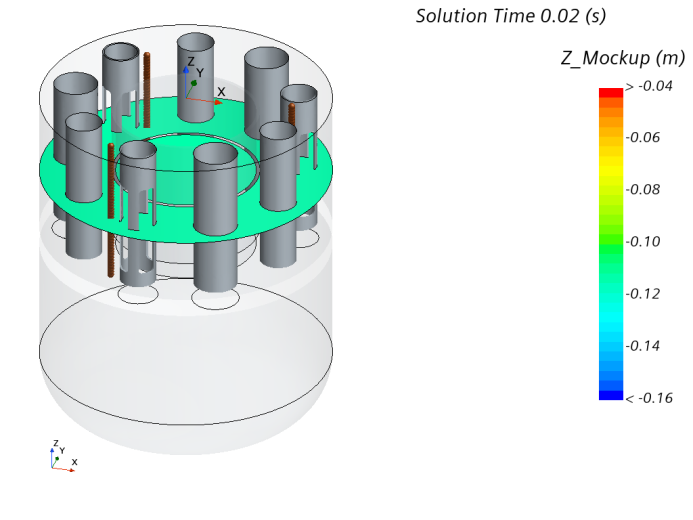 Solution Time 0.02 (s)
Z_Mockup (m)
> -0.04
-0.06
-0.08
-0.10
-0.12
-0.14
< -0.16
Z
Y
X
Z
Y
X